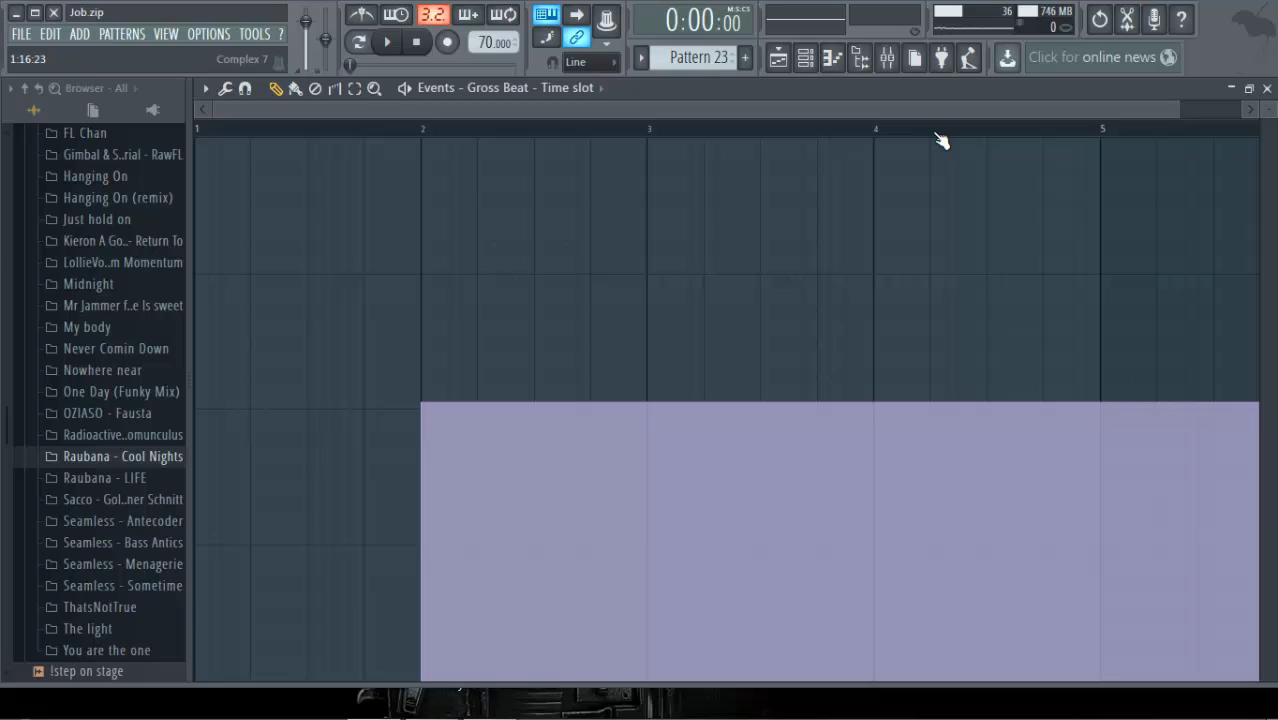 Job.zip
FILE EDIT ADD PATTERNS VIEW OPTIONS TOOLS ?
1:16:23 Complex 7
3.2.
70.000
0:00:00
M:S:CS
Line
Pattern 23
36
746 MB
0
Click for online news
Browser - All
Events - Gross Beat - Time slot
1 2 3 4 5
FL Chan
Gimbal & S..rial - RawFL
Hanging On
Hanging On (remix)
Just hold on
Kieron A Go..- Return To
LollieVo..m Momentum
Midnight
Mr Jammer f..e Is sweet
My body
Never Comin Down
Nowhere near
One Day (Funky Mix)
OZIASO - Fausta
Radioactive..omunculus
Raubana - Cool Nights
Raubana - LIFE
Sacco - Gol..ner Schnitt
Seamless - Antecoder
Seamless - Bass Antics
Seamless - Menagerie
Seamless - Sometime
ThatsNotTrue
The light
You are the one
!step on stage